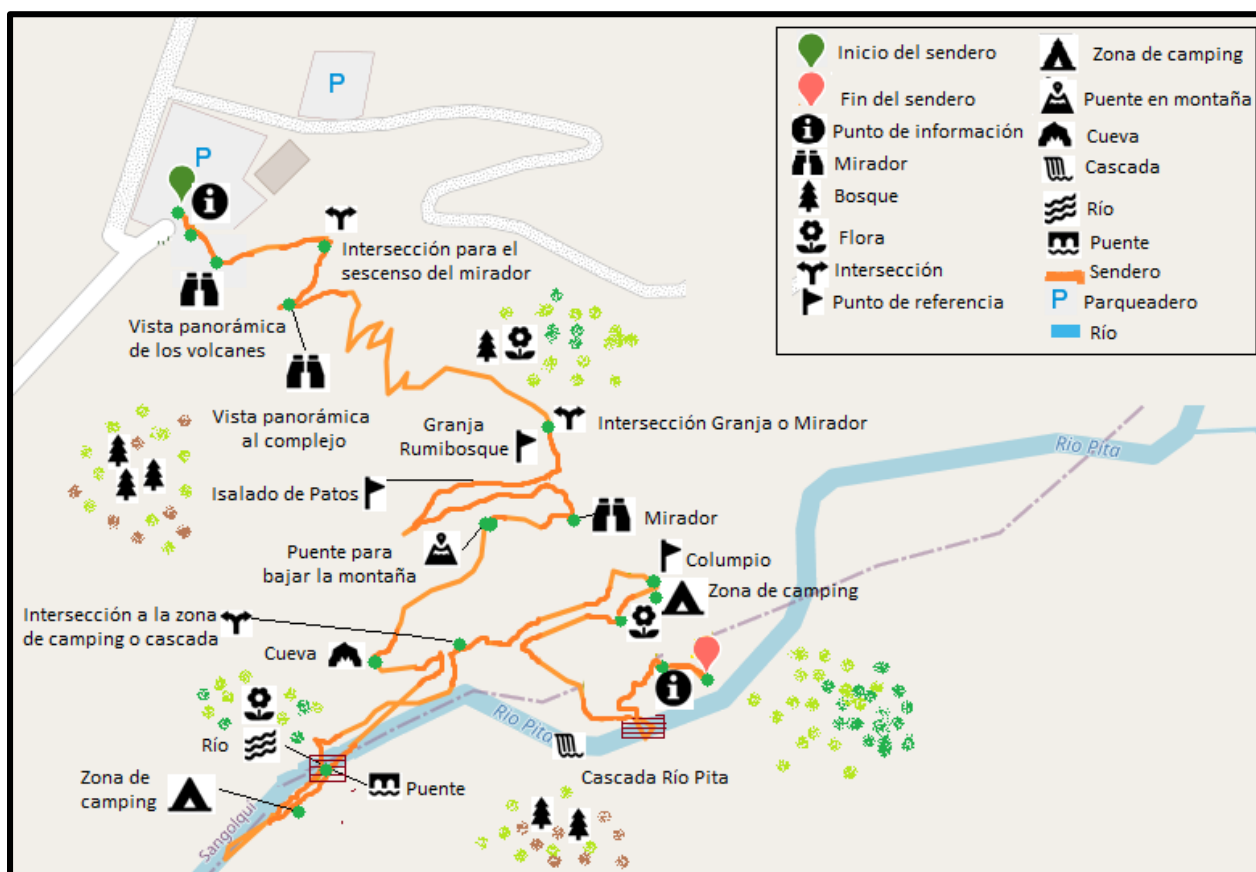 Inicio del sendero
Fin del sendero
Punto de información
Mirador
Bosque
Flora
Intersección
Punto de referencia
Zona de camping
Puente en montaña
Cueva
Cascada
Río
Puente
Sendero
P Parqueadero
Río
P
P
Intersección para el
sescenso del mirador
Vista panorámica
de los volcanes
Vista panorámica
al complejo
Granja
Rumibosque
Intersección Granja o Mirador
Rio Pita
Isalado de Patos
Mirador
Puente para
bajar la montaña
Columpio
Zona de camping
Intersección a la zona
de camping o cascada
Cueva
Río Pita
Río
Cascada Río Pita
Puente
Zona de
camping
Sangolquí